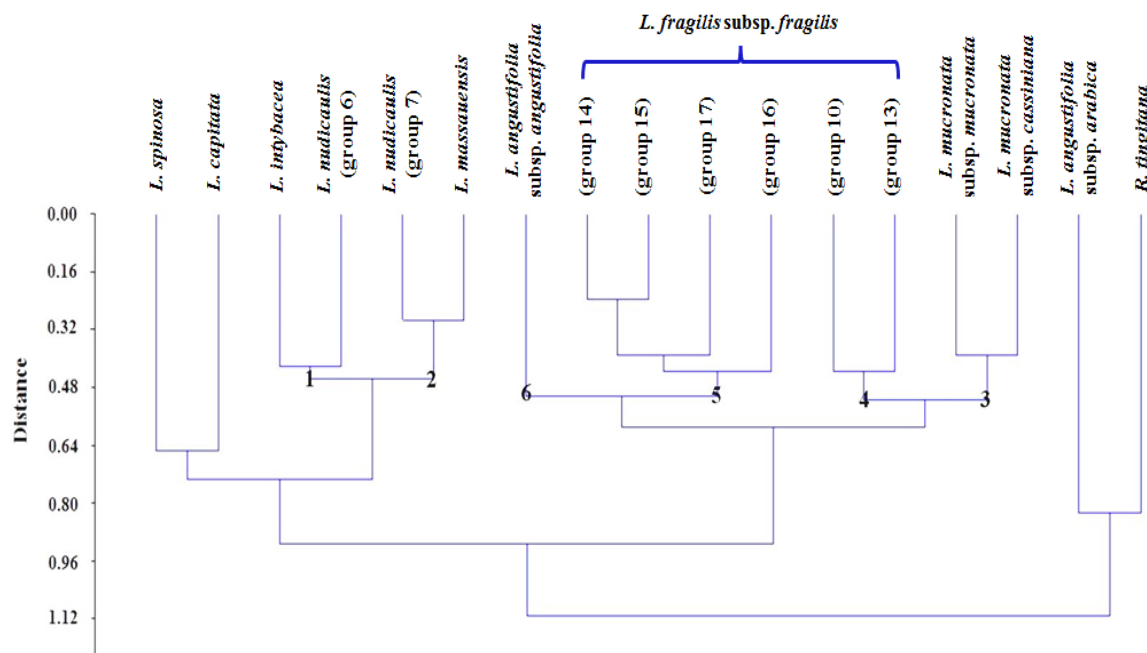 L. fragilis subsp. fragilis
L. spinosa
L. capitata
L. intybacea
L. nudicaulis
(group 6)
L. nudicaulis
(group 7)
L. massauensis
L. angustifolia
subsp. angustifolia
(group 14)
(group 15)
(group 17)
(group 16)
(group 10)
(group 13)
L. mucronata
subsp. mucronata
L. mucronata
subsp. cassiniana
L. angustifolia
subsp. arabica
R. tingitana
Distance
0.00
0.16
0.32
0.48
0.64
0.80
0.96
1.12
1
2
6
5
4
3